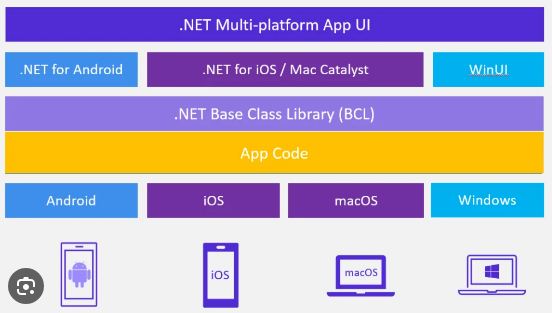 .NET Multi-platform App UI
.NET for Android
.NET for iOS / Mac Catalyst
WinUI
.NET Base Class Library (BCL)
App Code
Android
iOS
macOS
Windows
iOS
macOS